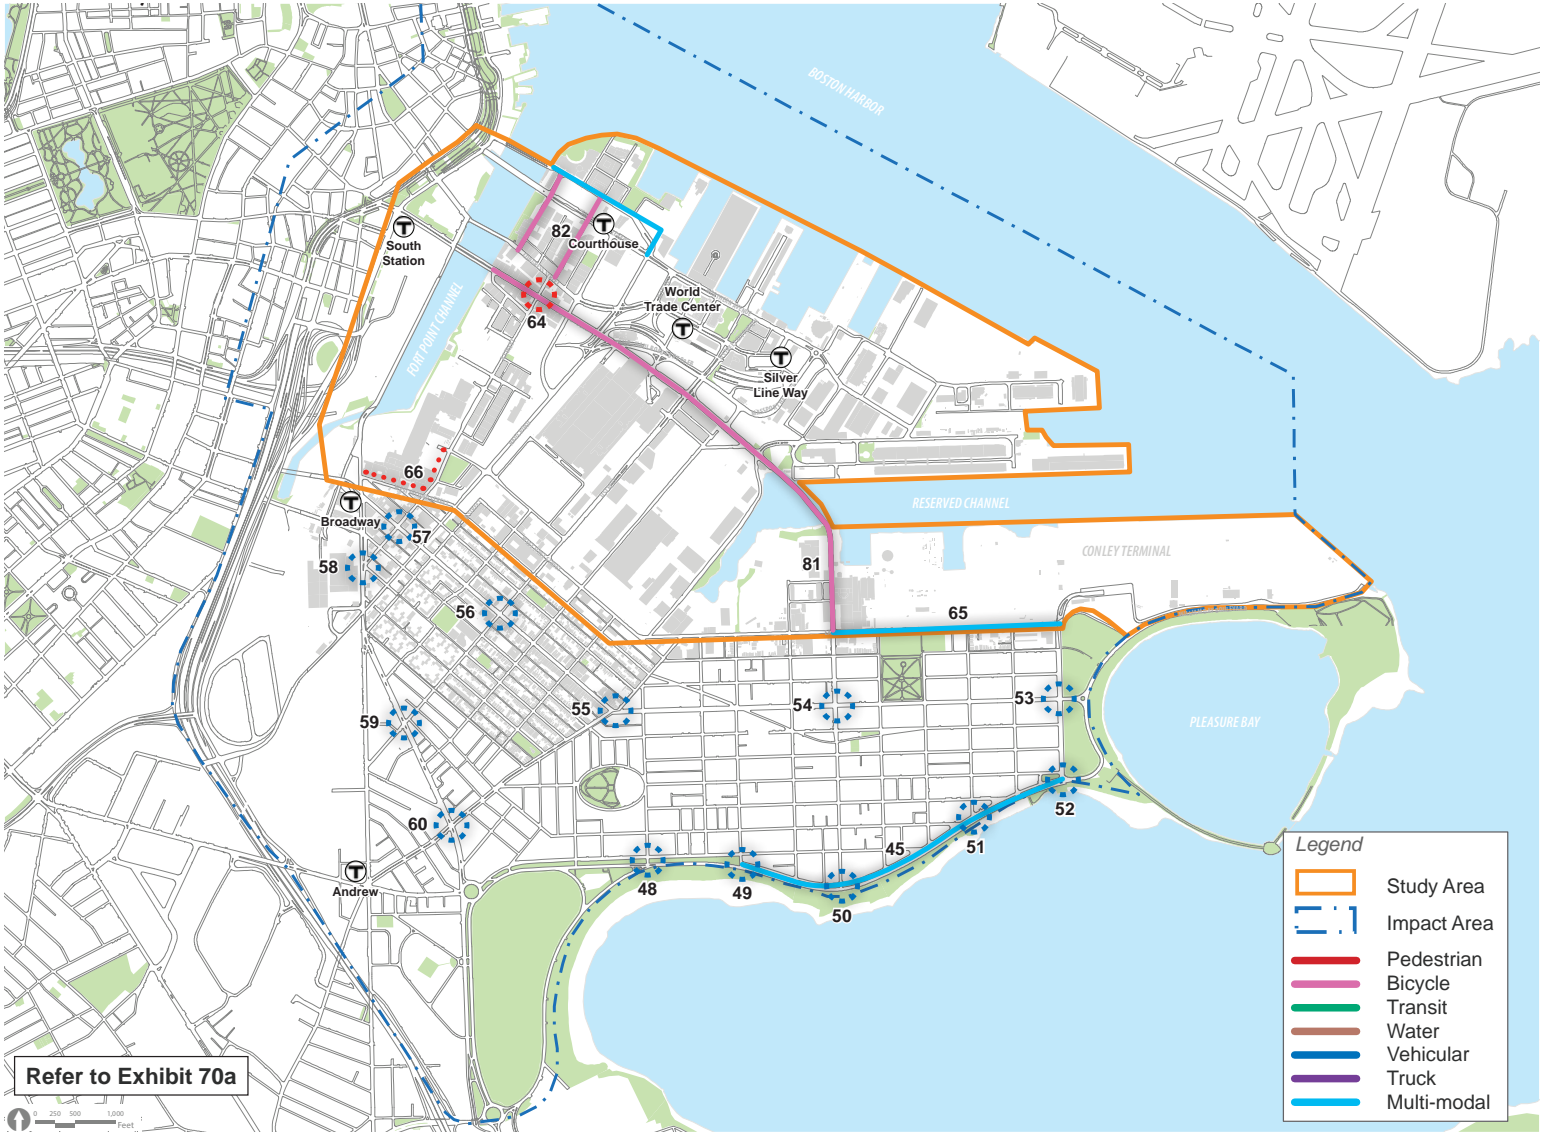 BOSTON HARBOR
T
South
Station
82
T
Courthouse
World
Trade Center
T
64
FORT POINT CHANNEL
T
Silver
Line Way
66
T
Broadway
57
RESERVED CHANNEL
58
81
CONLEY TERMINAL
56
65
55
54
53
59
PLEASURE BAY
60
52
51
45
T
Andrew
48
49
50
Legend
Study Area
Impact Area
Pedestrian
Bicycle
Transit
Water
Vehicular
Truck
Multi-modal
Refer to Exhibit 70a
0 250 500 1,000
Feet